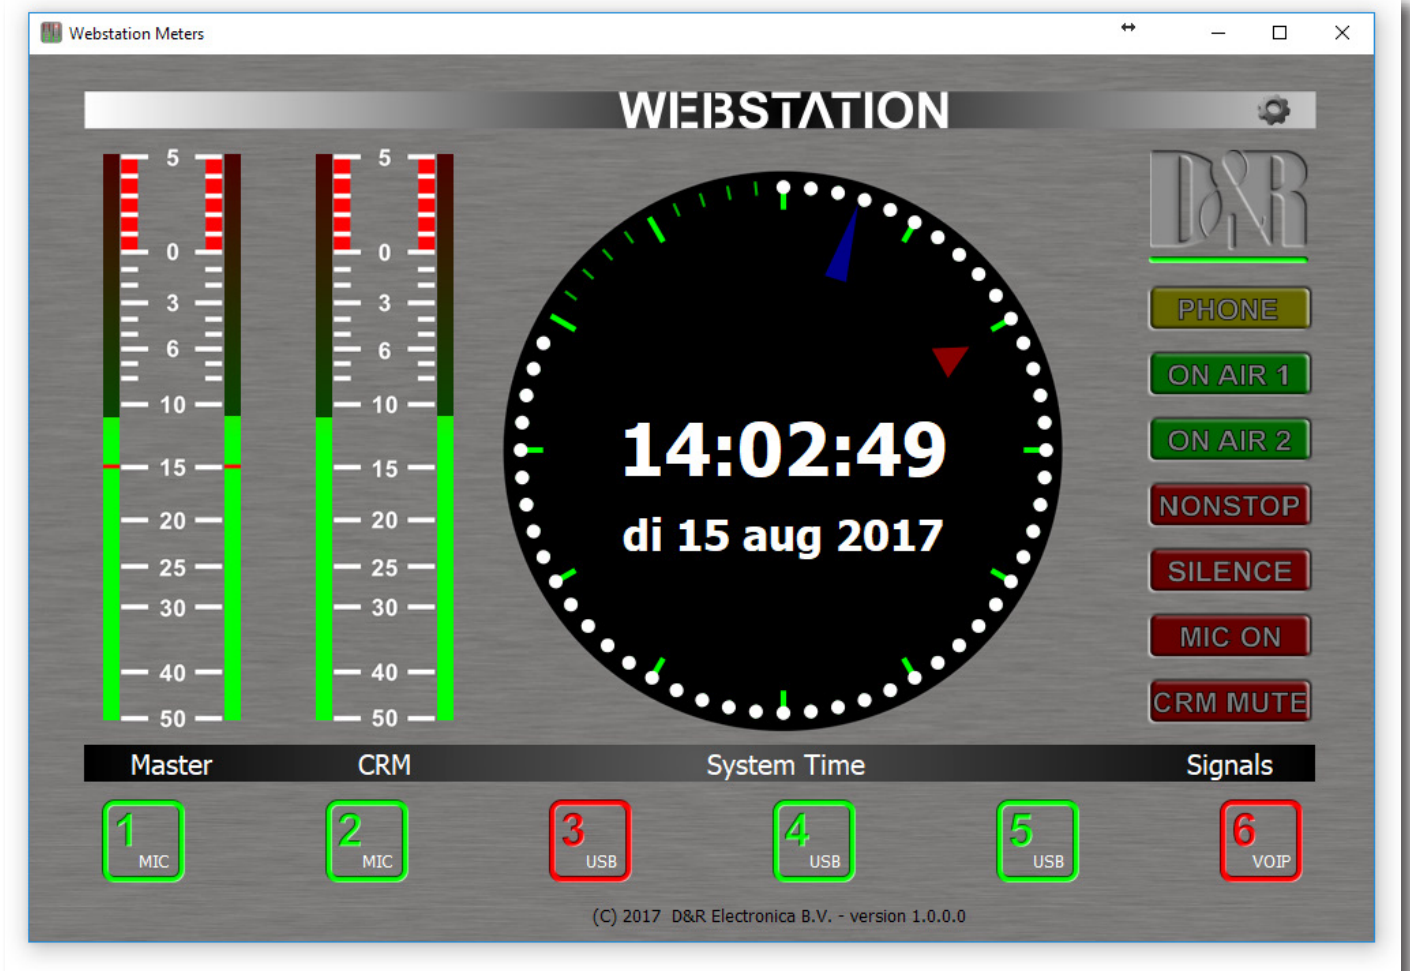 Webstation Meters
WEBSTATION
5
0
3
6
10
15
20
25
30
40
50
5
0
3
6
10
15
20
25
30
40
50
14:02:49
di 15 aug 2017
D&R
PHONE
ON AIR 1
ON AIR 2
NONSTOP
SILENCE
MIC ON
CRM MUTE
Master CRM System Time Signals
1 MIC
2 MIC
3 USB
4 USB
5 USB
6 VOIP
(C) 2017 D&R Electronica B.V. - version 1.0.0.0